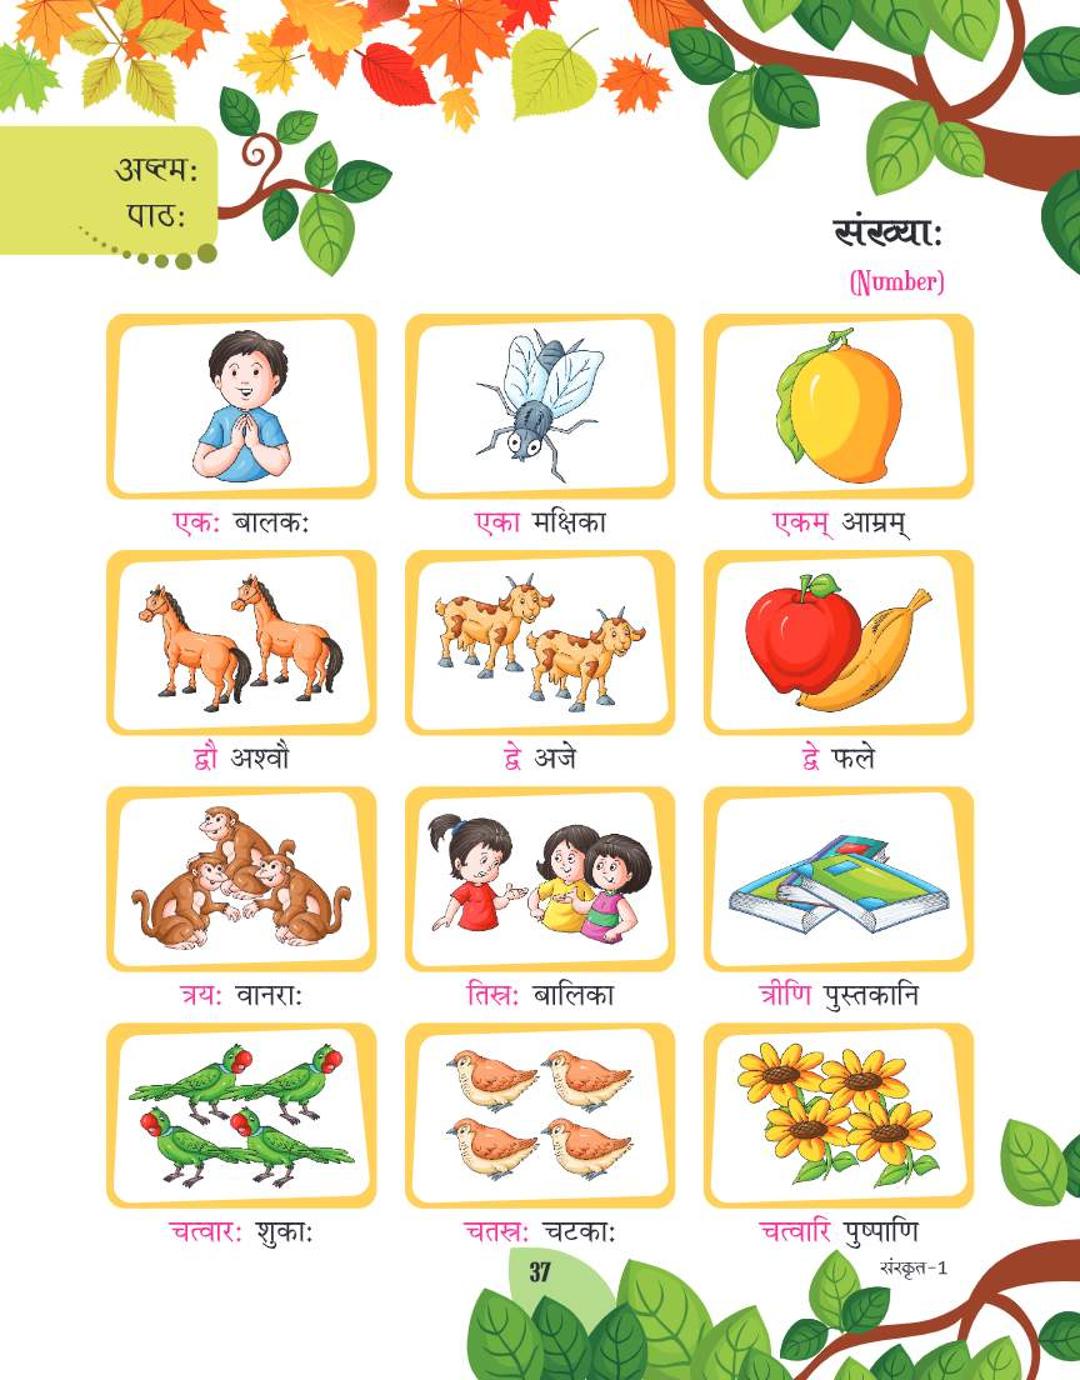 अष्टमः
पाठः
संख्याः
(Number)
एकः बालकः
एका मक्षिका
एकम् आम्रम्
द्वौ अश्वौ
द्वे अजे
द्वे फले
त्रयः वानराः
तिस्रः बालिका
त्रीणि पुस्तकानि
चत्वारः शुकाः
चतस्रः चटकाः
चत्वारि पुष्पाणि
37
संस्कृत-1